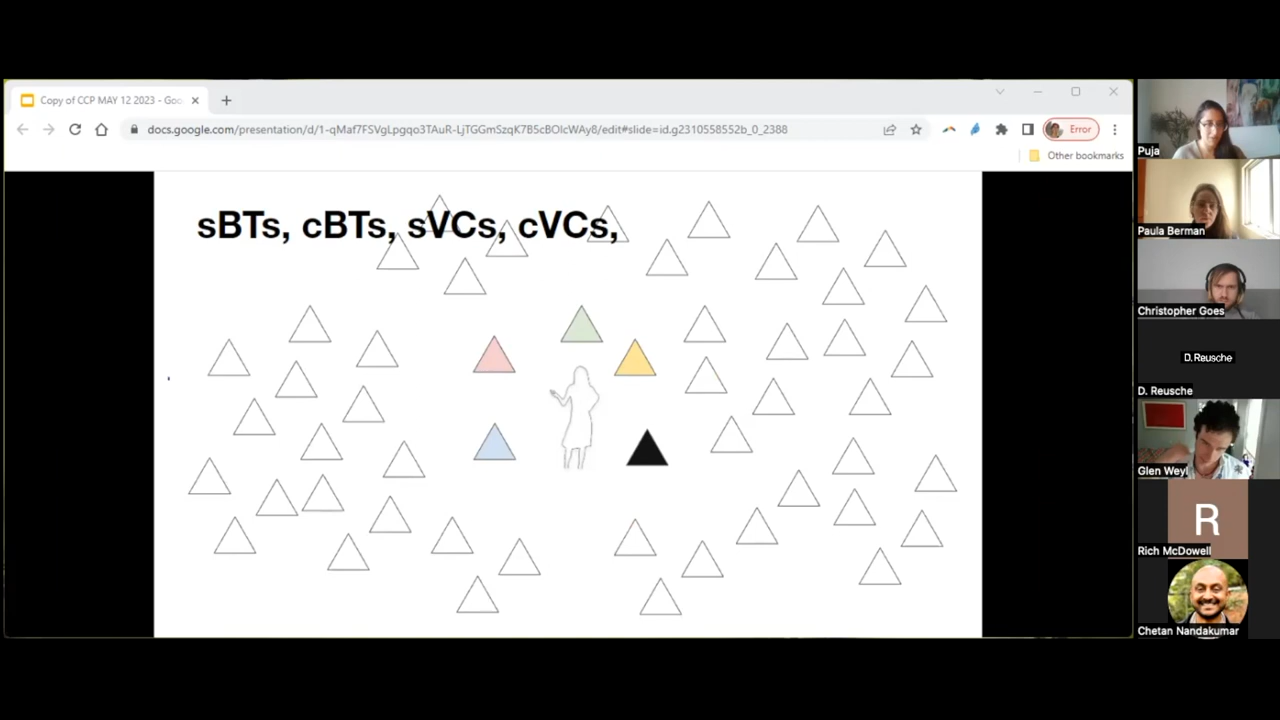 Copy of CCP MAY 12 2023 - Goo
docs.google.com/presentation/d/1-qMaf7FSVgLpgqo3TAuR-LjTGGmSzqK7B5cBOIcWAy8/edit#slide=id.g2310558552b_0_2388
Error
Other bookmarks
sBTs, cBTs, sVCs, cVCs,
Puja
Paula Berman
Christopher Goes
D. Reusche
D. Reusche
Glen Weyl
R
Rich McDowell
Chetan Nandakumar